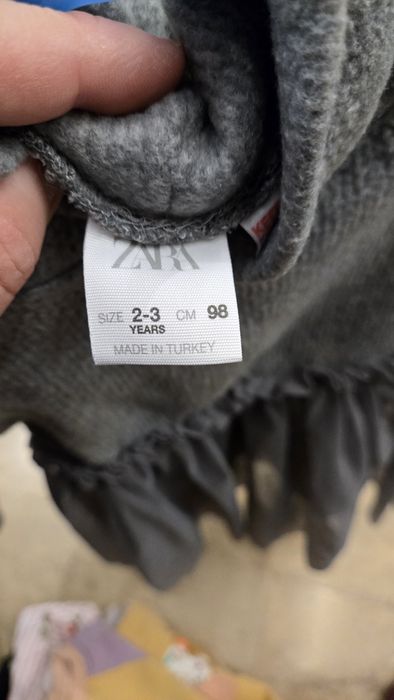 ZARA
SIZE 2-3 CM 98
YEARS
MADE IN TURKEY